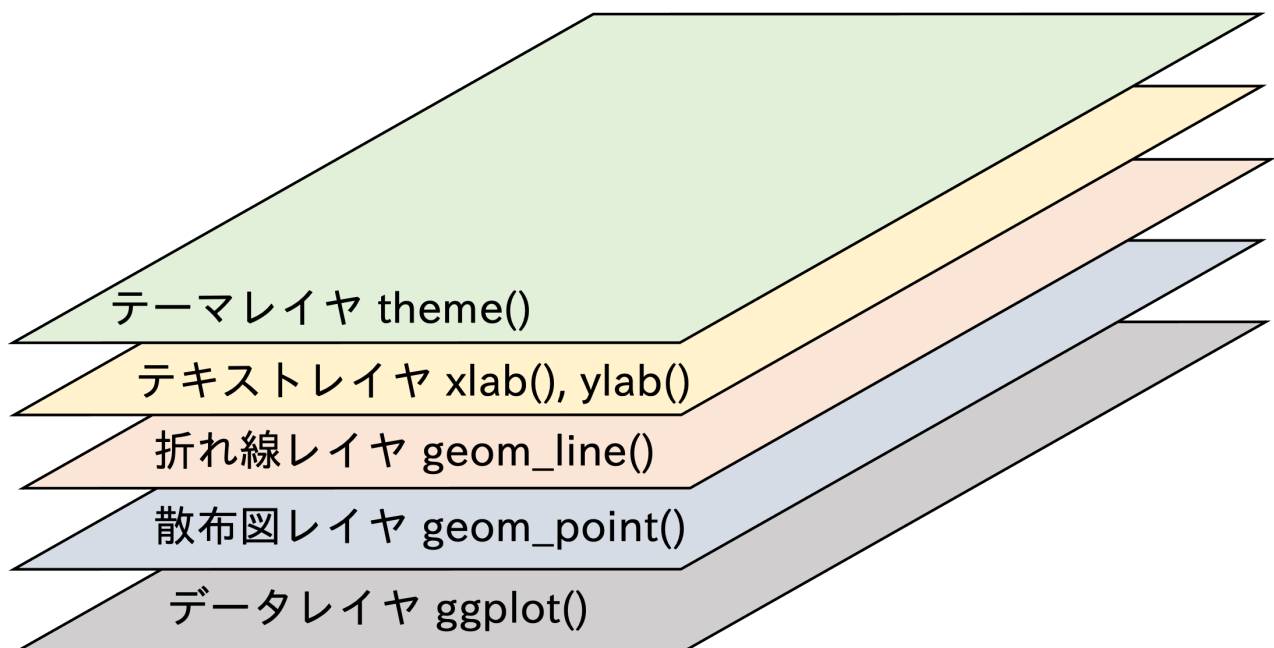 テーマレイヤ theme()
テキストレイヤ xlab(), ylab()
折れ線レイヤ geom_line()
散布図レイヤ geom_point()
データレイヤ ggplot()